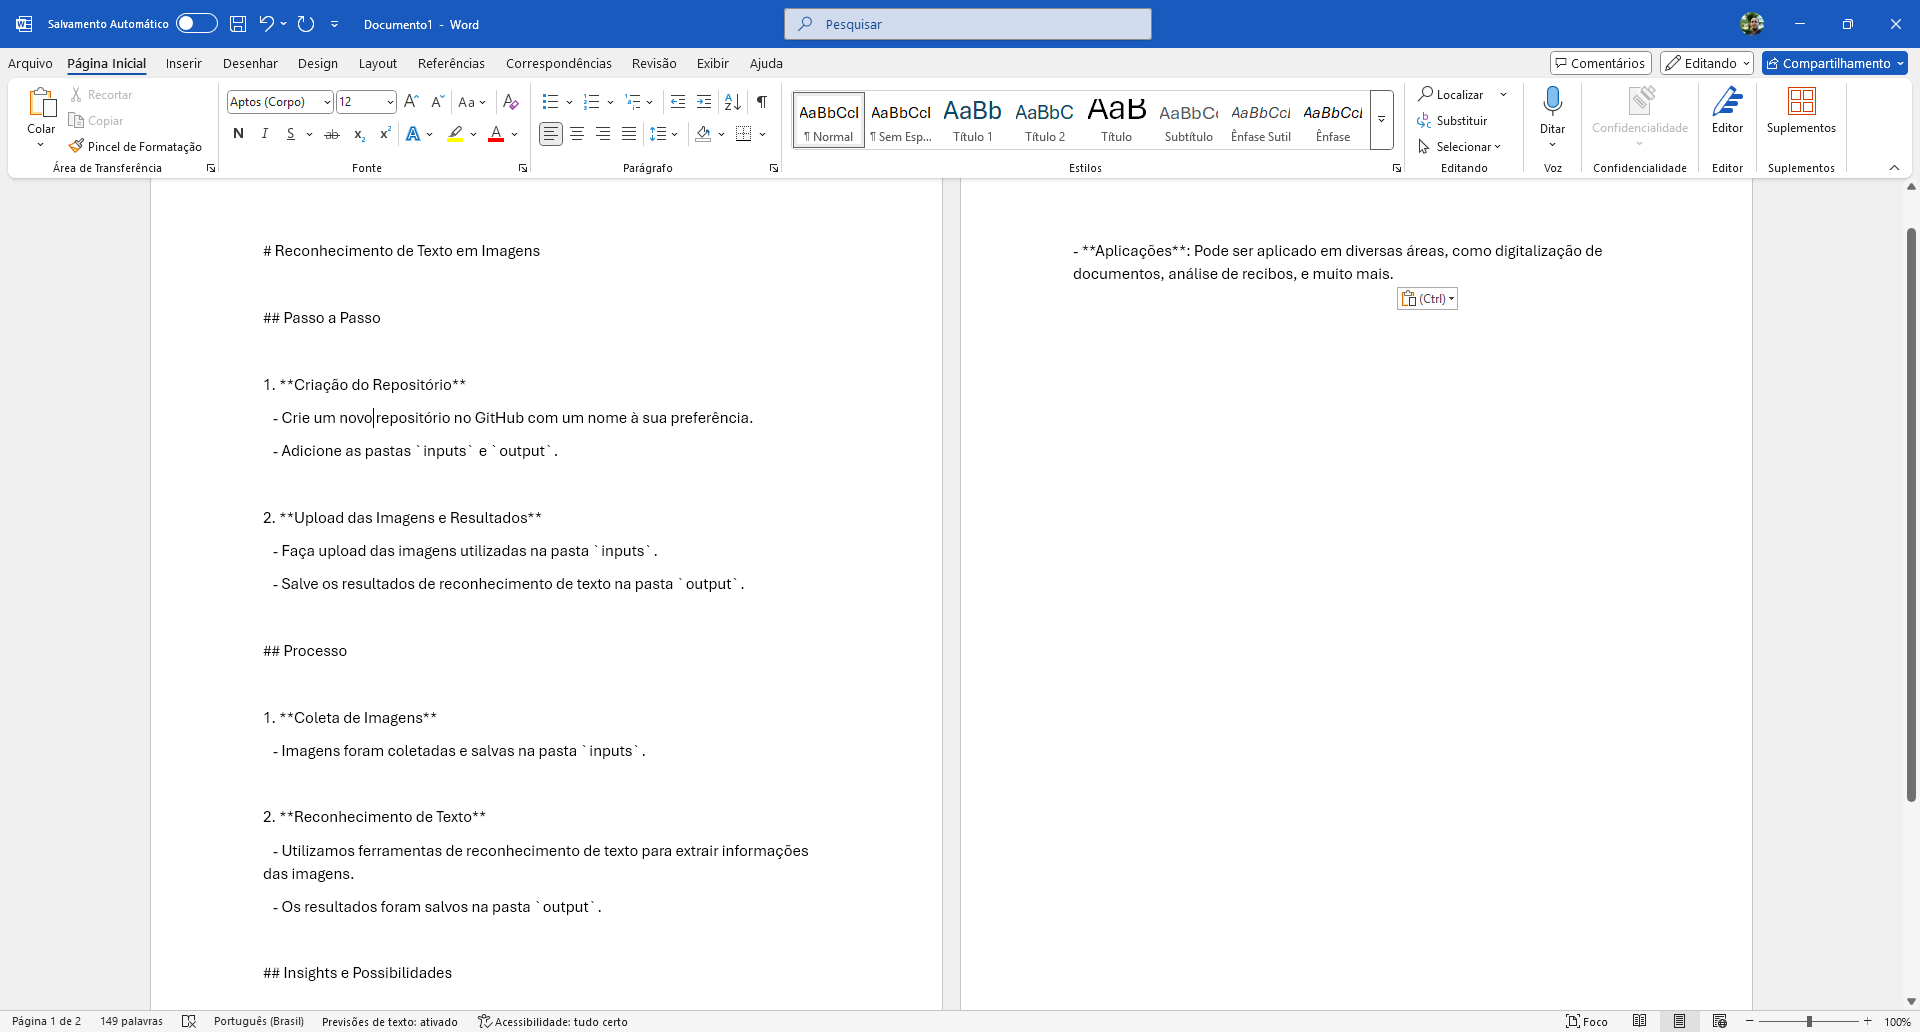 Salvamento Automático
Documento1 - Word
Pesquisar
Arquivo Página Inicial Inserir Desenhar Design Layout Referências Correspondências Revisão Exibir Ajuda
Comentários Editando Compartilhamento
Colar
Recortar
Copiar
Pincel de Formatação
Área de Transferência
Aptos (Corpo) 12
Fonte
Parágrafo
AaBbCcI AaBbCcI AaBb AaBbC AaB AaBbC AaBbCcI AaBbCcI
¶ Normal ¶ Sem Esp... Título 1 Título 2 Título Subtítulo Ênfase Sutil Ênfase
Estilos
Localizar
Substituir
Selecionar
Editando
Ditar
Voz
Confidencialidade
Confidencialidade
Editor
Editor
Suplementos
Suplementos
# Reconhecimento de Texto em Imagens
## Passo a Passo
1. **Criação do Repositório**
- Crie um novo repositório no GitHub com um nome à sua preferência.
- Adicione as pastas `inputs` e `output`.
2. **Upload das Imagens e Resultados**
- Faça upload das imagens utilizadas na pasta `inputs`.
- Salve os resultados de reconhecimento de texto na pasta `output`.
## Processo
1. **Coleta de Imagens**
- Imagens foram coletadas e salvas na pasta `inputs`.
2. **Reconhecimento de Texto**
- Utilizamos ferramentas de reconhecimento de texto para extrair informações
das imagens.
- Os resultados foram salvos na pasta `output`.
## Insights e Possibilidades
- **Aplicações**: Pode ser aplicado em diversas áreas, como digitalização de
documentos, análise de recibos, e muito mais.
(Ctrl)
Página 1 de 2 149 palavras Português (Brasil) Previsões de texto: ativado Acessibilidade: tudo certo
Foco 100%